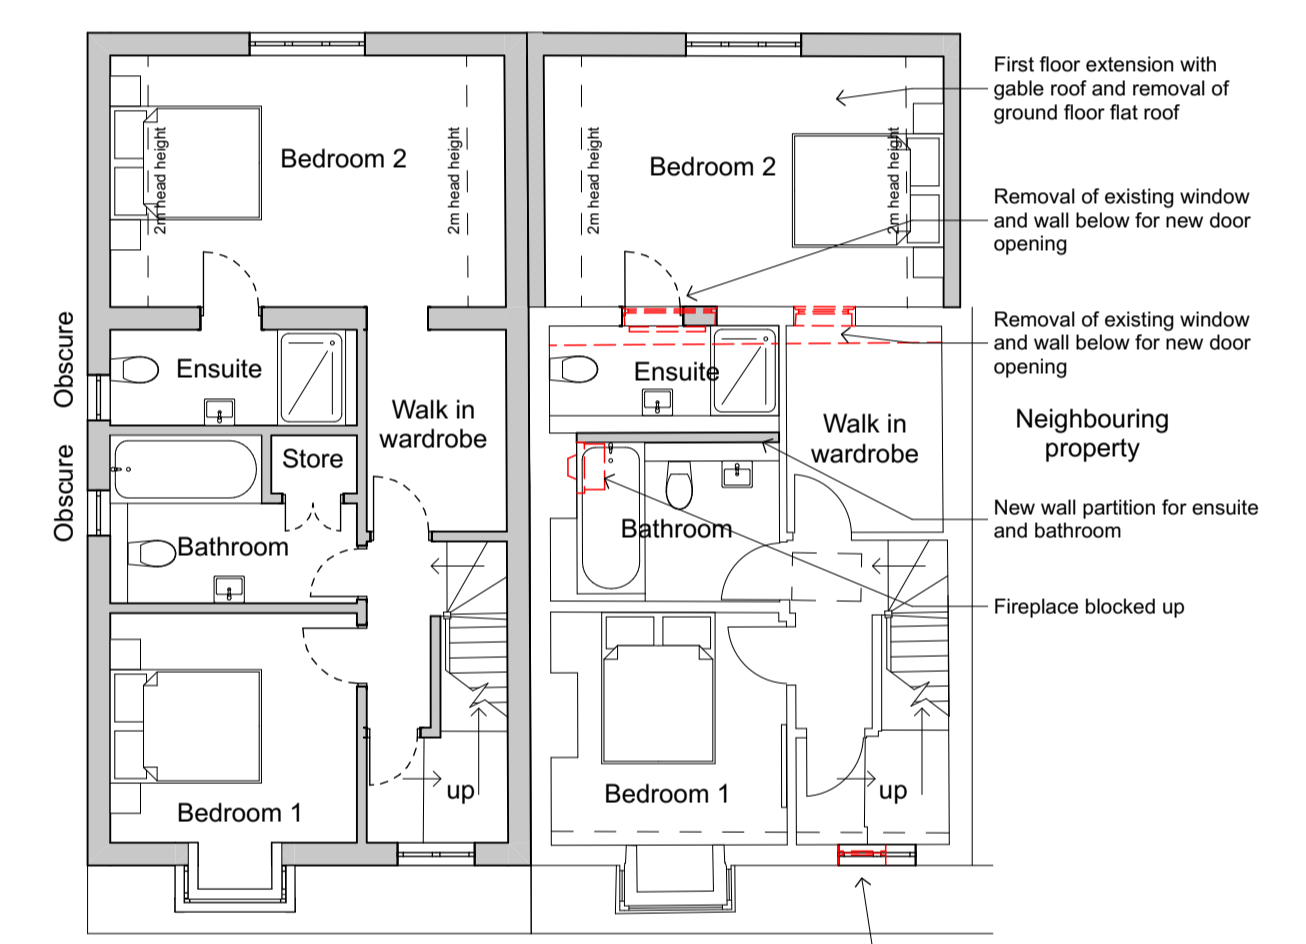 First floor extension with
gable roof and removal of
ground floor flat roof
2m head height
2m head height
Bedroom 2
2m head height
2m head height
Bedroom 2
Removal of existing window
and wall below for new door
opening
Obscure
Ensuite
Ensuite
Removal of existing window
and wall below for new door
opening
Walk in
wardrobe
Walk in
wardrobe
Neighbouring
property
Obscure
Store
Bathroom
Bathroom
New wall partition for ensuite
and bathroom
Fireplace blocked up
Bedroom 1
up
Bedroom 1
up